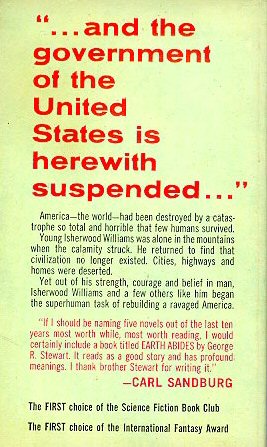 "...and the
government
of the
United
States is
herewith
suspended..."
America—the world—had been destroyed by a catas-
trophe so total and horrible that few humans survived.
Young Isherwood Williams was alone in the mountains
when the calamity struck. He returned to find that
civilization no longer existed. Cities, highways and
homes were deserted.
Yet out of his strength, courage and belief in man,
Isherwood Williams and a few others like him began
the superhuman task of rebuilding a ravaged America.
"If I should be naming five novels out of the last ten
years most worth while, most worth reading, I would
certainly include a book titled EARTH ABIDES by George
R. Stewart. It reads as a good story and has profound
meanings. I thank brother Stewart for writing it."
—CARL SANDBURG
The FIRST choice of the Science Fiction Book Club
The FIRST choice of the International Fantasy Award